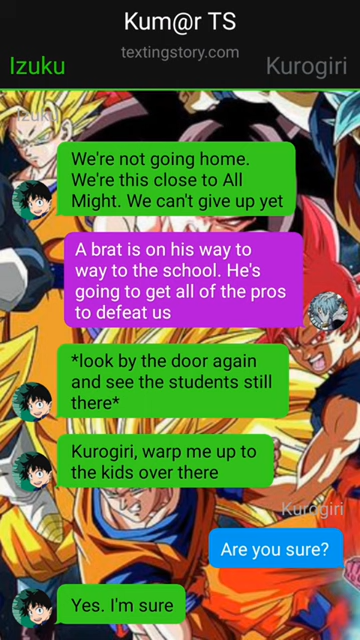 Kum@r TS
textingstory.com
Izuku
Kurogiri
Izuku
We're not going home.
We're this close to All
Might. We can't give up yet
A brat is on his way to
way to the school. He's
going to get all of the pros
to defeat us
*look by the door again
and see the students still
there*
Kurogiri, warp me up to
the kids over there
Kurogiri
Are you sure?
Yes. I'm sure